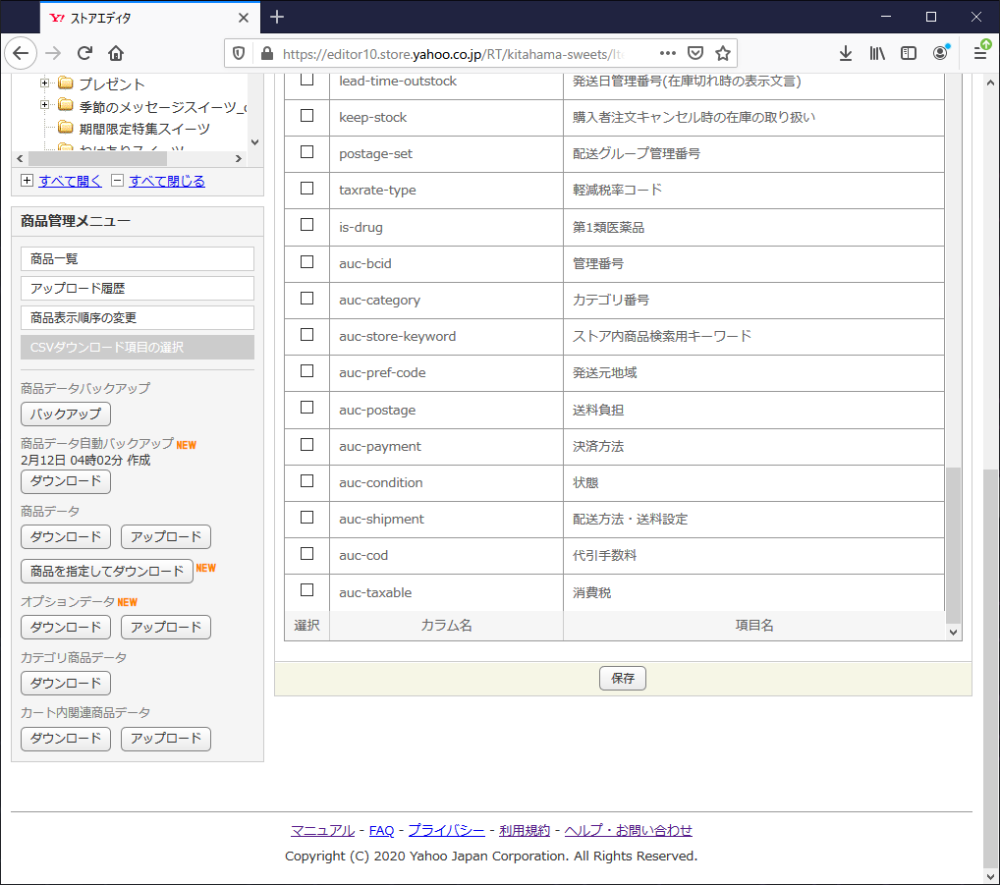 ストアエディタ
https://editor10.store.yahoo.co.jp/RT/kitahama-sweets/It
プレゼント
季節のメッセージスイーツ_c
期間限定特集スイーツ
わけありスイーツ
すべて開く すべて閉じる
商品管理メニュー
商品一覧
アップロード履歴
商品表示順序の変更
CSVダウンロード項目の選択
商品データバックアップ
バックアップ
商品データ自動バックアップ NEW
2月12日 04時02分 作成
ダウンロード
商品データ
ダウンロード アップロード
商品を指定してダウンロード NEW
オプションデータ NEW
ダウンロード アップロード
カテゴリ商品データ
ダウンロード
カート内関連商品データ
ダウンロード アップロード
lead-time-outstock 発送日管理番号(在庫切れ時の表示文言)
keep-stock 購入者注文キャンセル時の在庫の取り扱い
postage-set 配送グループ管理番号
taxrate-type 軽減税率コード
is-drug 第1類医薬品
auc-bcid 管理番号
auc-category カテゴリ番号
auc-store-keyword ストア内商品検索用キーワード
auc-pref-code 発送元地域
auc-postage 送料負担
auc-payment 決済方法
auc-condition 状態
auc-shipment 配送方法・送料設定
auc-cod 代引手数料
auc-taxable 消費税
選択 カラム名 項目名
保存
マニュアル - FAQ - プライバシー - 利用規約 - ヘルプ・お問い合わせ
Copyright (C) 2020 Yahoo Japan Corporation. All Rights Reserved.